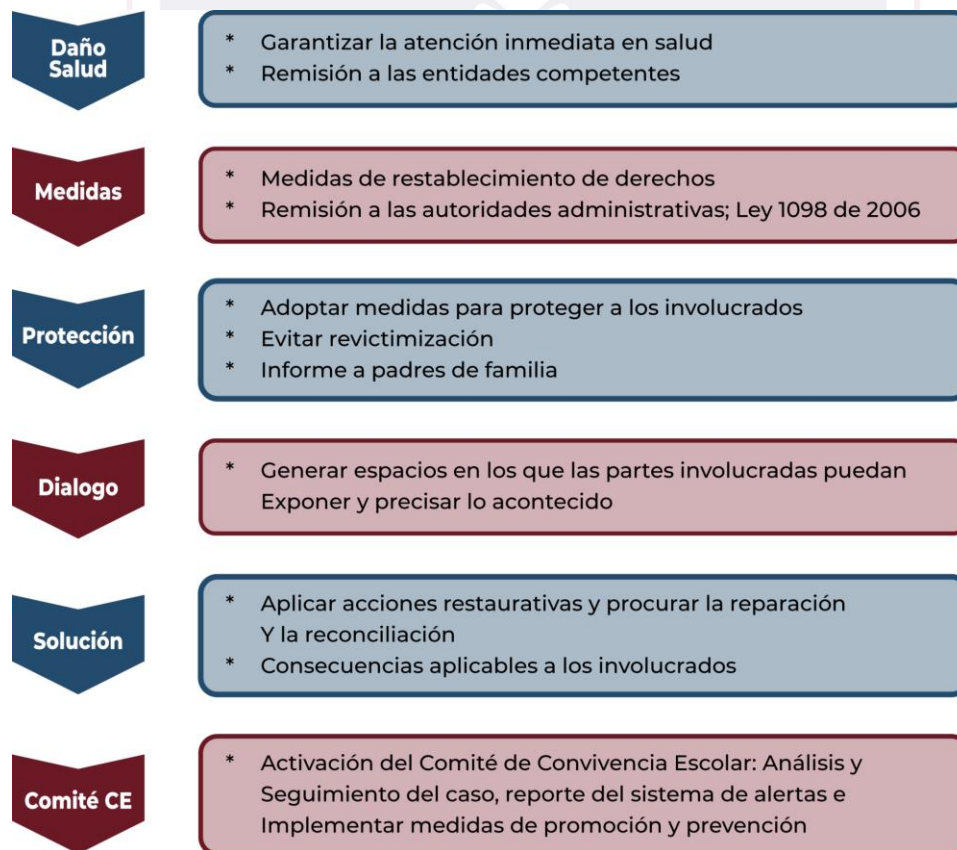 Daño
Salud
* Garantizar la atención inmediata en salud
* Remisión a las entidades competentes
Medidas
* Medidas de restablecimiento de derechos
* Remisión a las autoridades administrativas; Ley 1098 de 2006
Protección
* Adoptar medidas para proteger a los involucrados
* Evitar revictimización
* Informe a padres de familia
Dialogo
* Generar espacios en los que las partes involucradas puedan
Exponer y precisar lo acontecido
Solución
* Aplicar acciones restaurativas y procurar la reparación
Y la reconciliación
* Consecuencias aplicables a los involucrados
Comité CE
* Activación del Comité de Convivencia Escolar: Análisis y
Seguimiento del caso, reporte del sistema de alertas e
Implementar medidas de promoción y prevención